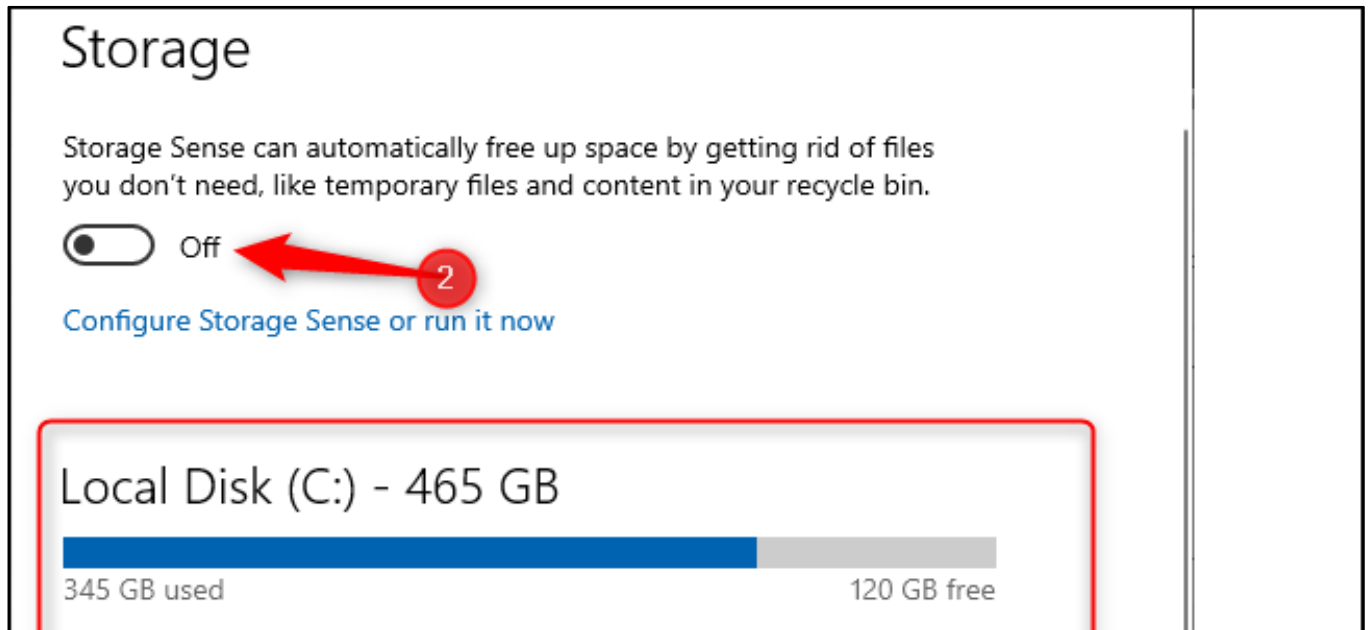 Storage
Storage Sense can automatically free up space by getting rid of files
you don't need, like temporary files and content in your recycle bin.
Off
2
Configure Storage Sense or run it now
Local Disk (C:) - 465 GB
345 GB used 120 GB free